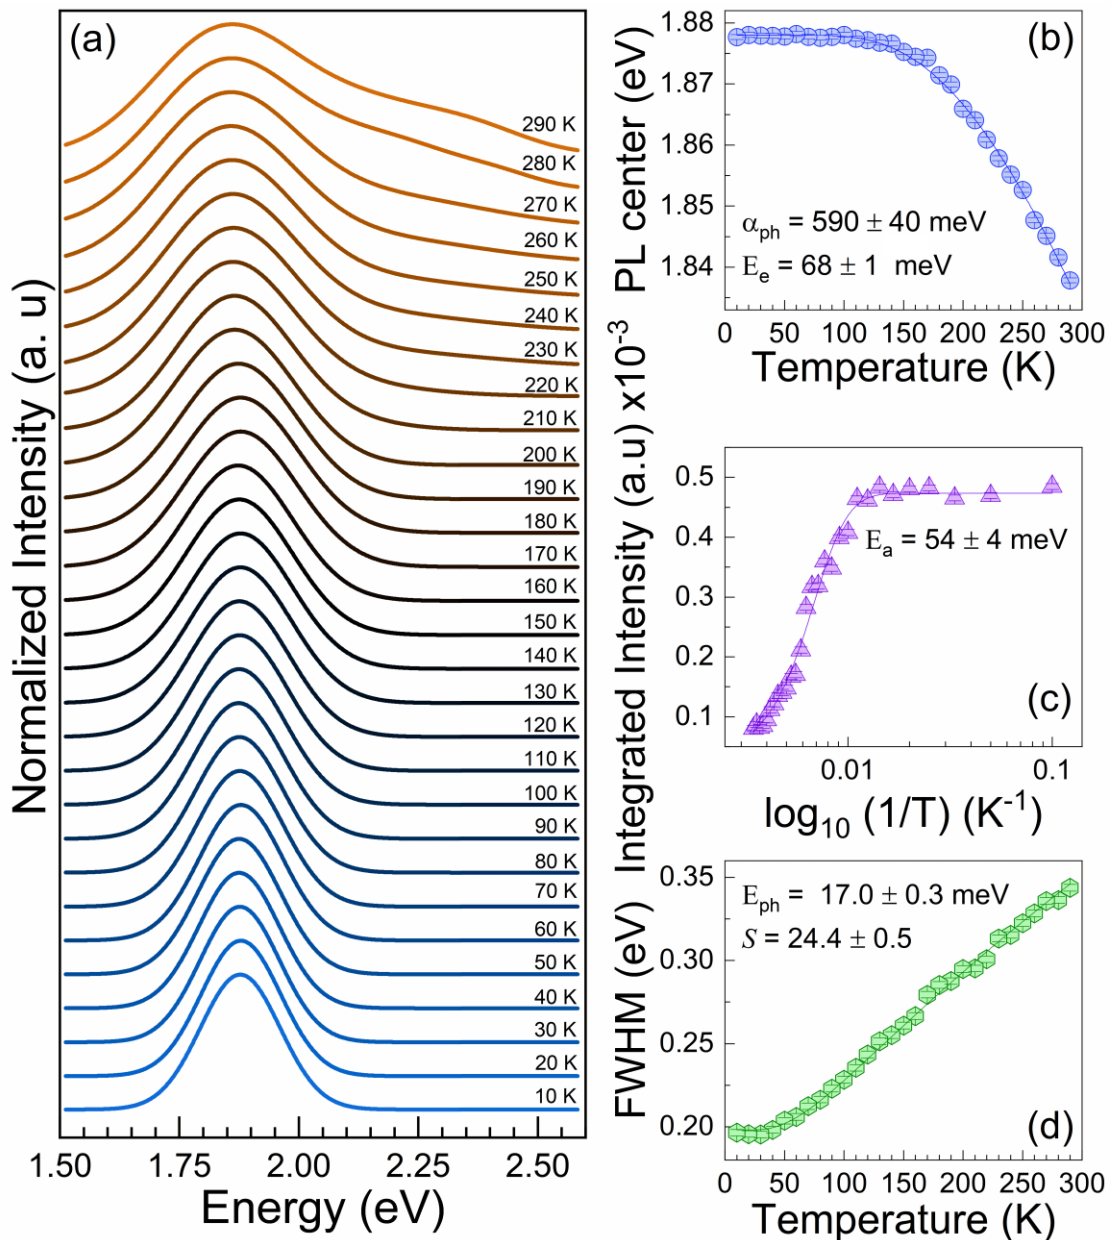 (a)
290 K
280 K
270 K
260 K
250 K
240 K
230 K
220 K
210 K
200 K
190 K
180 K
170 K
160 K
150 K
140 K
130 K
120 K
110 K
100 K
90 K
80 K
70 K
60 K
50 K
40 K
30 K
20 K
10 K
Normalized Intensity (a. u)
1.50 1.75 2.00 2.25 2.50
Energy (eV)
(b)
PL center (eV)
1.88
1.87
1.86
1.85
1.84
αph = 590 ± 40 meV
Ee = 68 ± 1 meV
0 50 100 150 200 250 300
Temperature (K)
Integrated Intensity (a.u) x10-3
0.5
0.4
0.3
0.2
0.1
Ea = 54 ± 4 meV
(c)
0.01 0.1
log10 (1/T) (K-1)
FWHM (eV)
0.35
0.30
0.25
0.20
Eph = 17.0 ± 0.3 meV
S = 24.4 ± 0.5
(d)
0 50 100 150 200 250 300
Temperature (K)